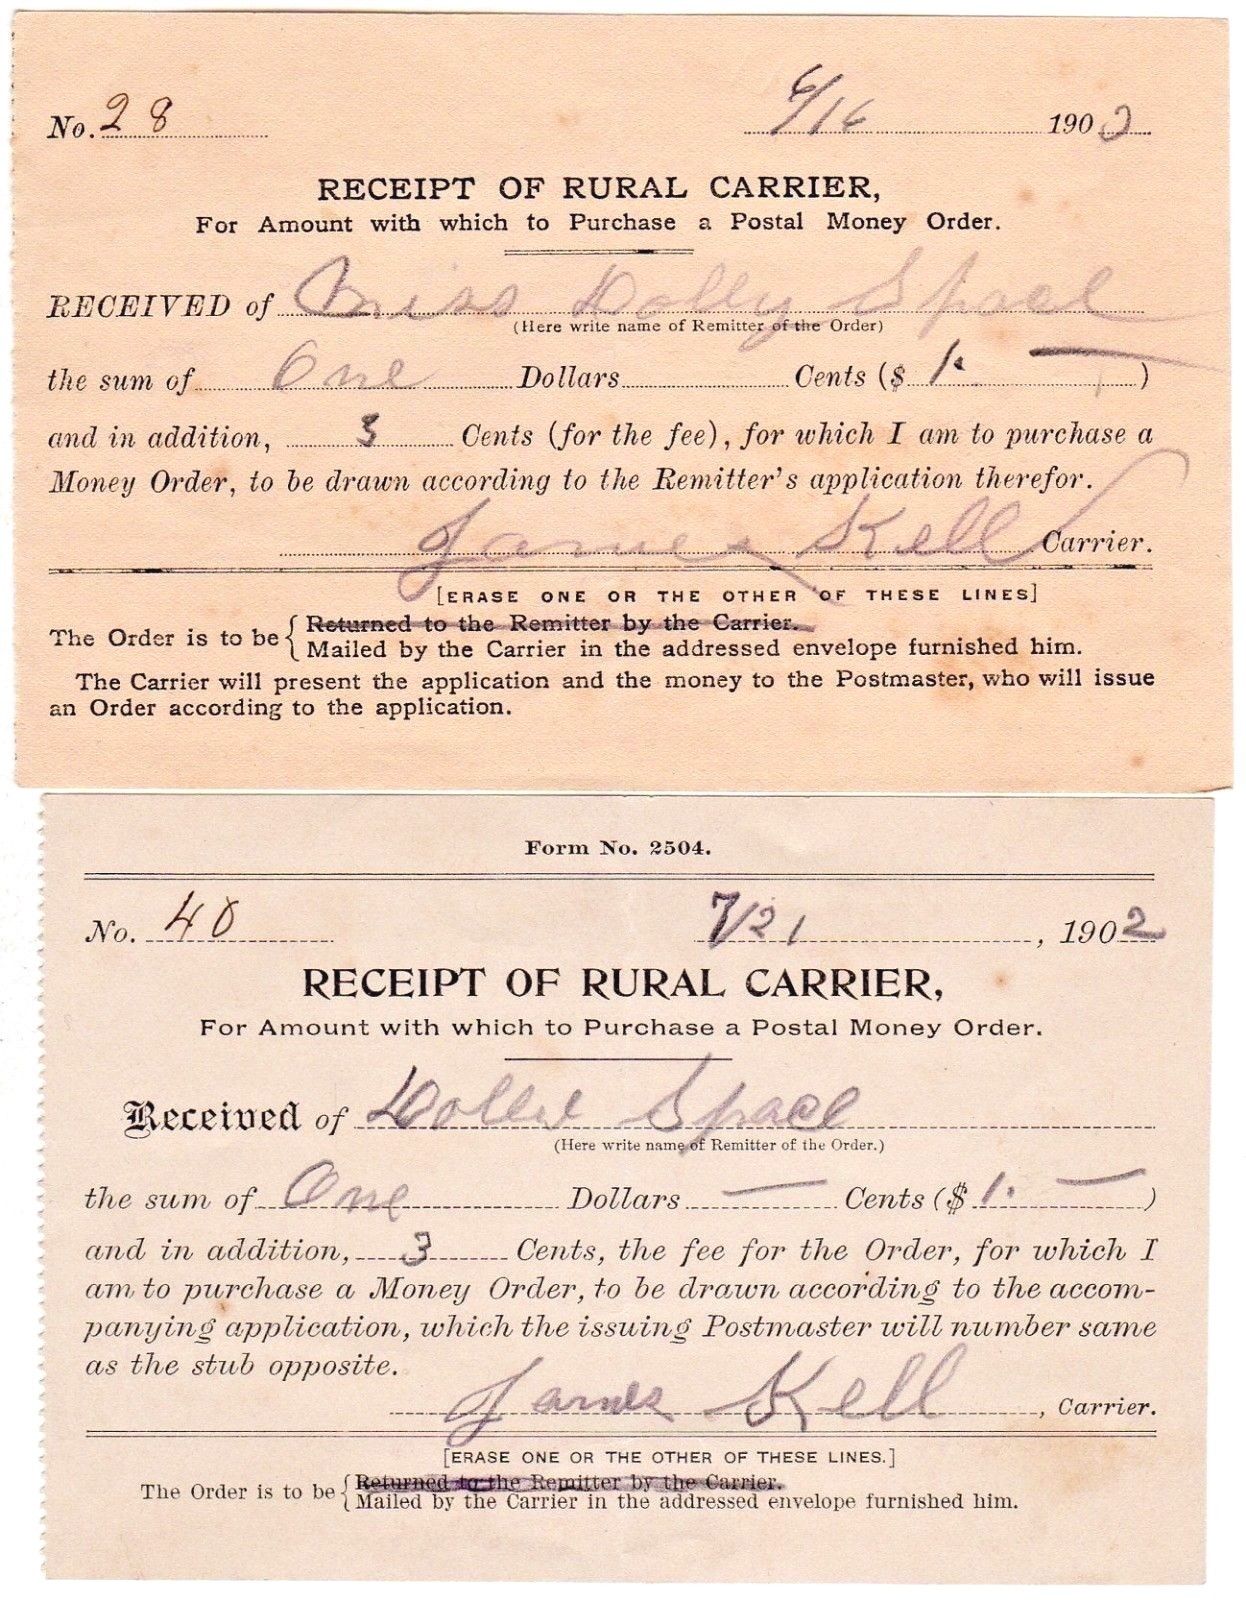 No. 28 6/16 1903
RECEIPT OF RURAL CARRIER,
For Amount with which to Purchase a Postal Money Order.
RECEIVED of Miss Dolly Spacl
(Here write name of Remitter of the Order)
the sum of One Dollars Cents ($ 1. — )
and in addition, 3 Cents (for the fee), for which I am to purchase a
Money Order, to be drawn according to the Remitter's application therefor.
James Kell Carrier.
[ERASE ONE OR THE OTHER OF THESE LINES]
The Order is to be { Returned to the Remitter by the Carrier.
Mailed by the Carrier in the addressed envelope furnished him.
The Carrier will present the application and the money to the Postmaster, who will issue
an Order according to the application.
Form No. 2504.
No. 40 7/21, 1902
RECEIPT OF RURAL CARRIER,
For Amount with which to Purchase a Postal Money Order.
Received of Dollie Spacl
(Here write name of Remitter of the Order.)
the sum of One Dollars — Cents ($ 1. — )
and in addition, 3 Cents, the fee for the Order, for which I
am to purchase a Money Order, to be drawn according to the accom-
panying application, which the issuing Postmaster will number same
as the stub opposite.
James Kell, Carrier.
[ERASE ONE OR THE OTHER OF THESE LINES.]
The Order is to be { Returned to the Remitter by the Carrier.
Mailed by the Carrier in the addressed envelope furnished him.